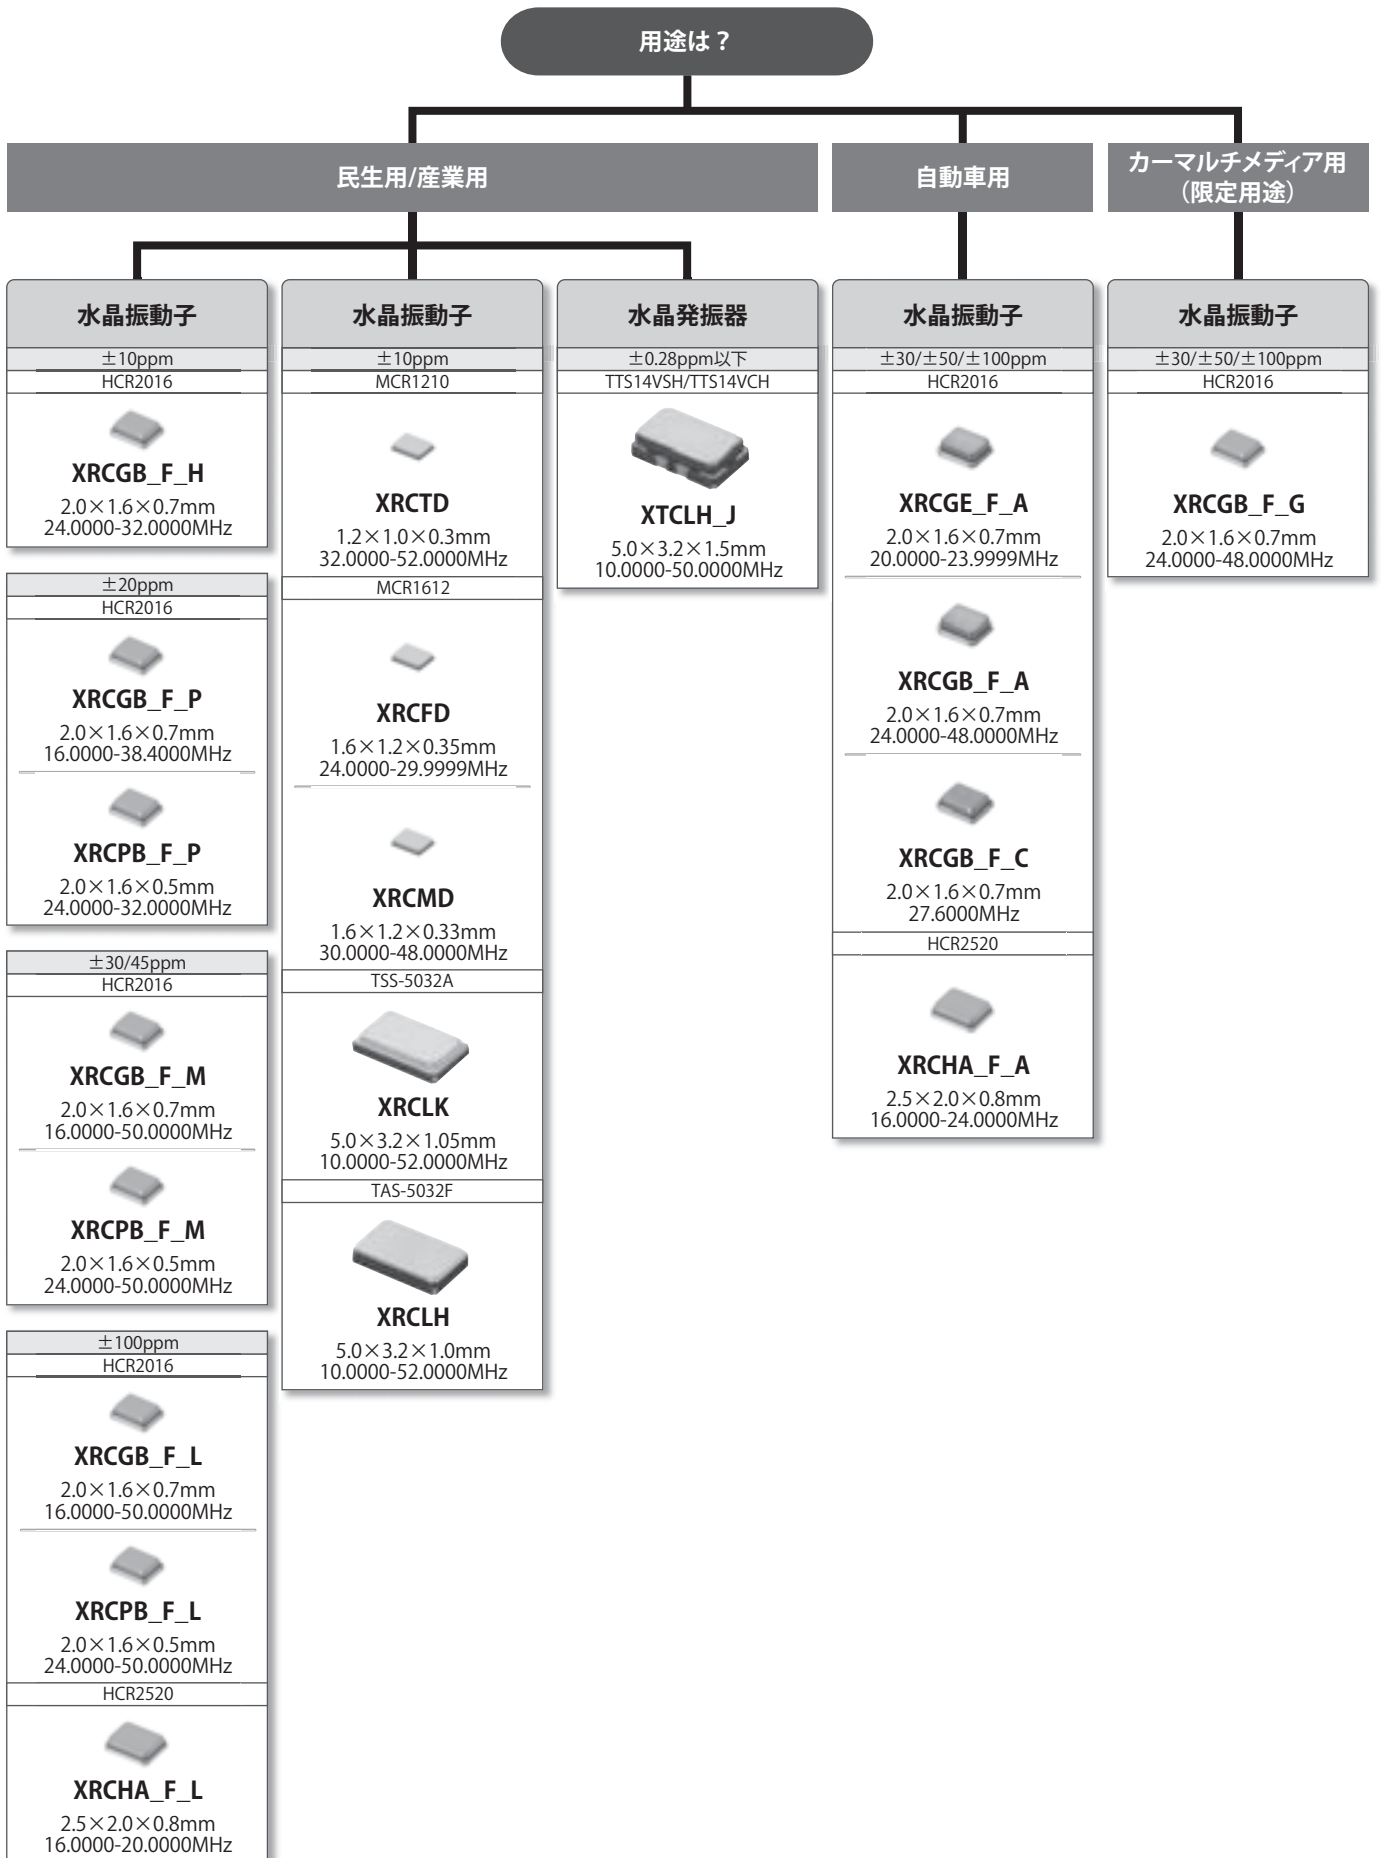 用途は？
民生用/産業用
水晶振動子
±10ppm
HCR2016
XRCGB_F_H
2.0×1.6×0.7mm
24.0000-32.0000MHz
±20ppm
HCR2016
XRCGB_F_P
2.0×1.6×0.7mm
16.0000-38.4000MHz
XRCPB_F_P
2.0×1.6×0.5mm
24.0000-32.0000MHz
±30/45ppm
HCR2016
XRCGB_F_M
2.0×1.6×0.7mm
16.0000-50.0000MHz
XRCPB_F_M
2.0×1.6×0.5mm
24.0000-50.0000MHz
±100ppm
HCR2016
XRCGB_F_L
2.0×1.6×0.7mm
16.0000-50.0000MHz
XRCPB_F_L
2.0×1.6×0.5mm
24.0000-50.0000MHz
HCR2520
XRCHA_F_L
2.5×2.0×0.8mm
16.0000-20.0000MHz
水晶振動子
±10ppm
MCR1210
XRCTD
1.2×1.0×0.3mm
32.0000-52.0000MHz
MCR1612
XRCFD
1.6×1.2×0.35mm
24.0000-29.9999MHz
XRCMD
1.6×1.2×0.33mm
30.0000-48.0000MHz
TSS-5032A
XRCLK
5.0×3.2×1.05mm
10.0000-52.0000MHz
TAS-5032F
XRCLH
5.0×3.2×1.0mm
10.0000-52.0000MHz
水晶発振器
±0.28ppm以下
TTS14VSH/TTS14VCH
XTCLH_J
5.0×3.2×1.5mm
10.0000-50.0000MHz
自動車用
水晶振動子
±30/±50/±100ppm
HCR2016
XRCGE_F_A
2.0×1.6×0.7mm
20.0000-23.9999MHz
XRCGB_F_A
2.0×1.6×0.7mm
24.0000-48.0000MHz
XRCGB_F_C
2.0×1.6×0.7mm
27.6000MHz
HCR2520
XRCHA_F_A
2.5×2.0×0.8mm
16.0000-24.0000MHz
カーマルチメディア用
（限定用途）
水晶振動子
±30/±50/±100ppm
HCR2016
XRCGB_F_G
2.0×1.6×0.7mm
24.0000-48.0000MHz